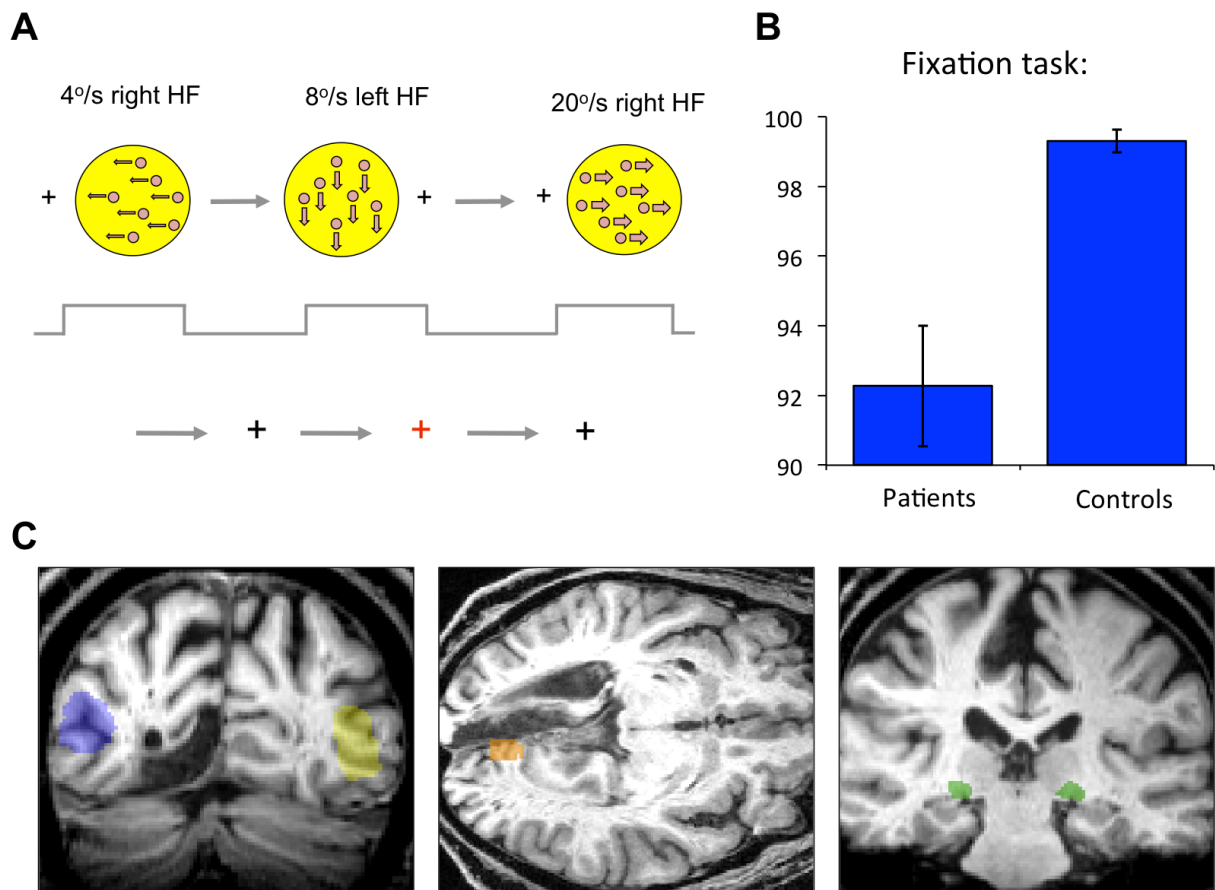 A
4°/s right HF
8°/s left HF
20°/s right HF
+
+
+
+
+
+
B
Fixation task:
100
98
96
94
92
90
Patients
Controls
C